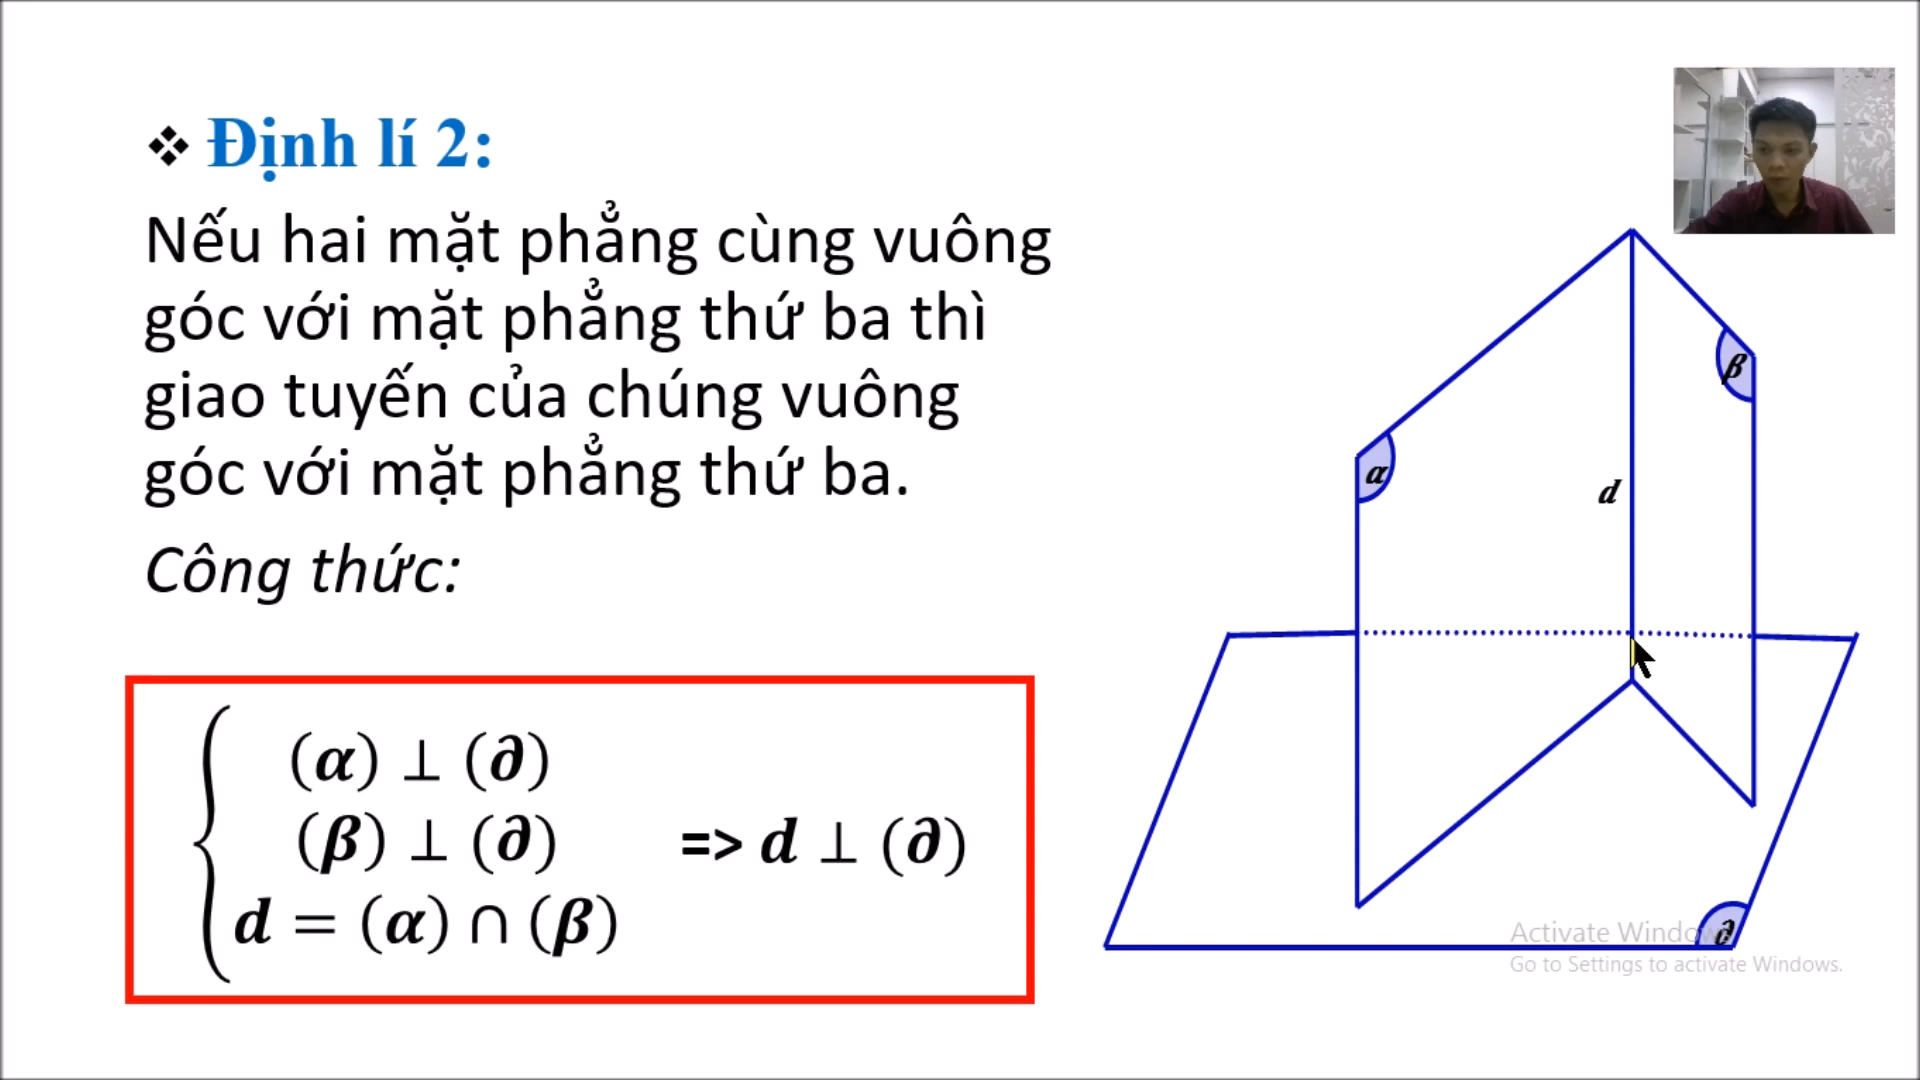 ❖ Định lí 2:
Nếu hai mặt phẳng cùng vuông
góc với mặt phẳng thứ ba thì
giao tuyến của chúng vuông
góc với mặt phẳng thứ ba.
Công thức:
(α) ⊥ (∂)
(β) ⊥ (∂) => d ⊥ (∂)
d = (α) ∩ (β)
β
α
d
∂
Activate Windows
Go to Settings to activate Windows.